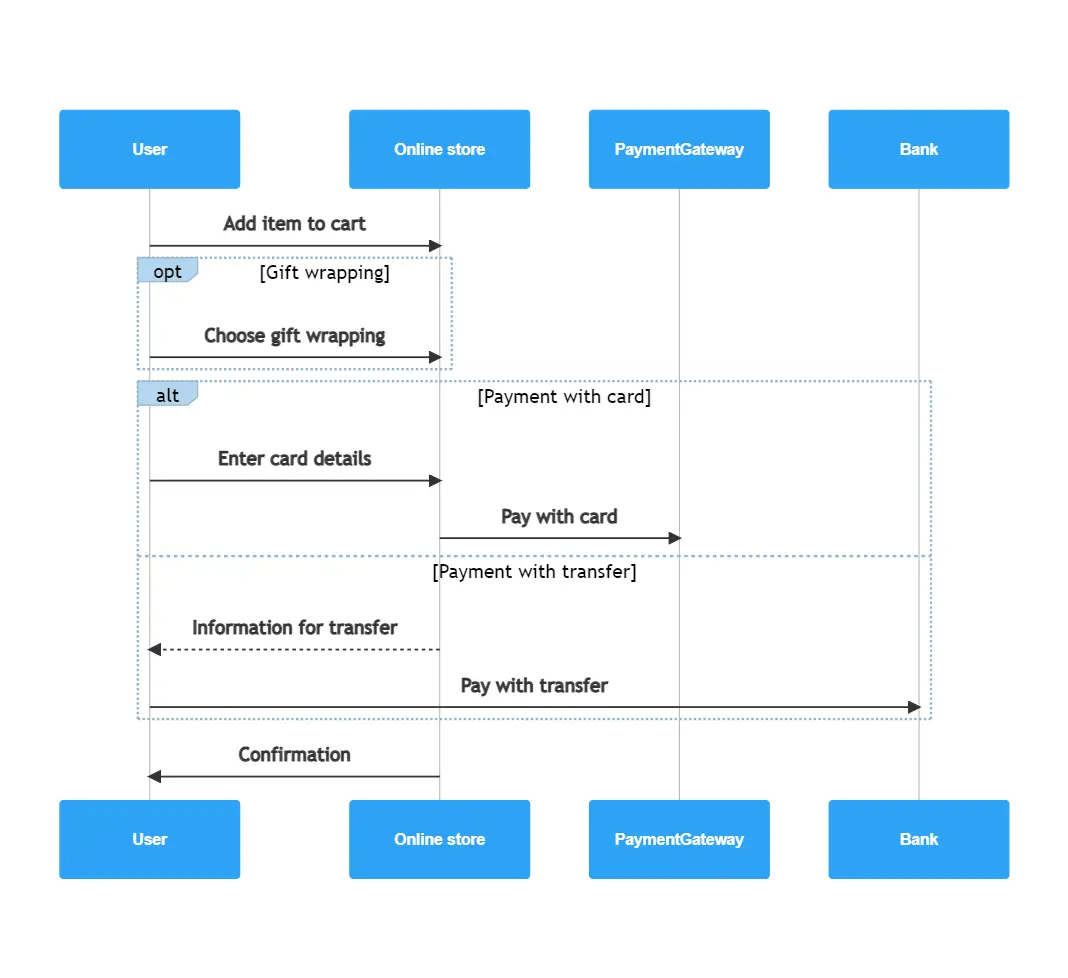 User
Online store
PaymentGateway
Bank
Add item to cart
opt
[Gift wrapping]
Choose gift wrapping
alt
[Payment with card]
Enter card details
Pay with card
[Payment with transfer]
Information for transfer
Pay with transfer
Confirmation
User
Online store
PaymentGateway
Bank